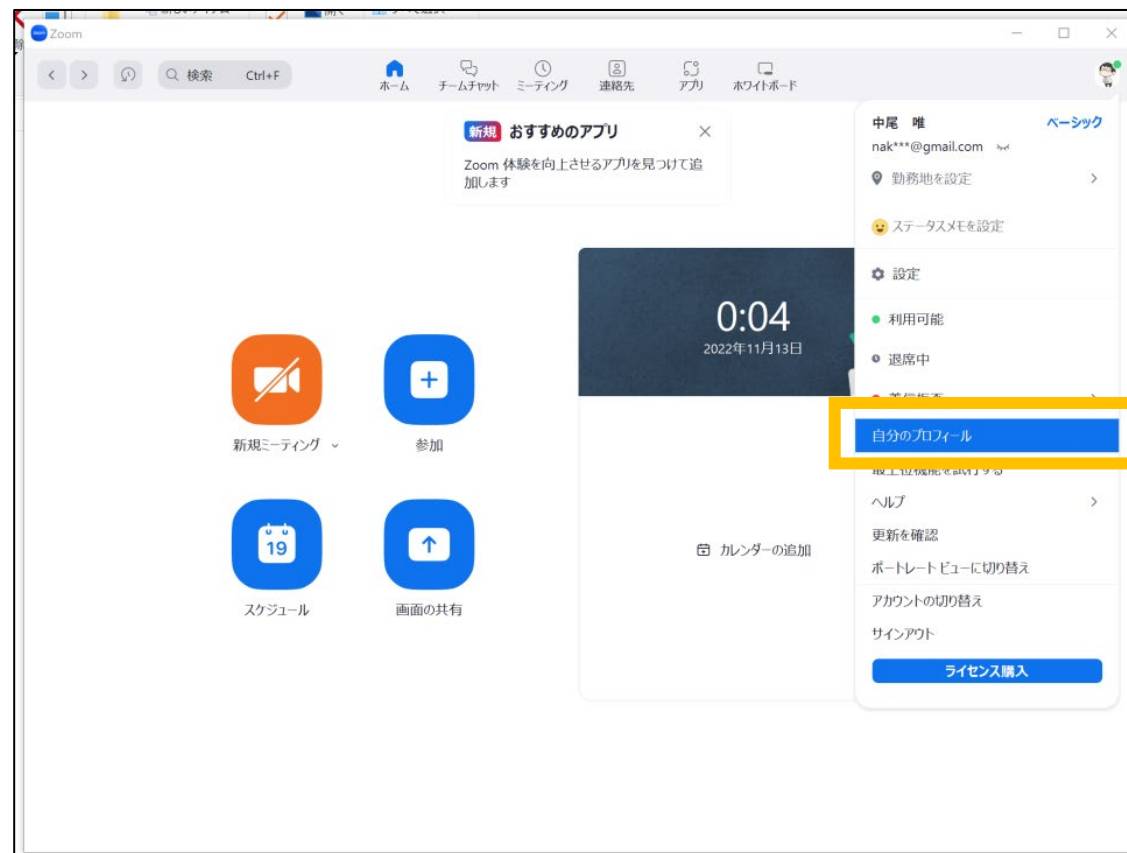 Zoom
検索 Ctrl+F
ホーム
チームチャット
ミーティング
連絡先
アプリ
ホワイトボード
新規 おすすめのアプリ
Zoom 体験を向上させるアプリを見つけて追
加します
0:04
2022年11月13日
新規ミーティング
参加
19
スケジュール
画面の共有
カレンダーの追加
中尾 唯 ベーシック
nak***@gmail.com
勤務地を設定
ステータスメモを設定
設定
利用可能
退席中
自分のプロフィール
最上位機能を試行する
ヘルプ
更新を確認
ポートレート ビューに切り替え
アカウントの切り替え
サインアウト
ライセンス購入